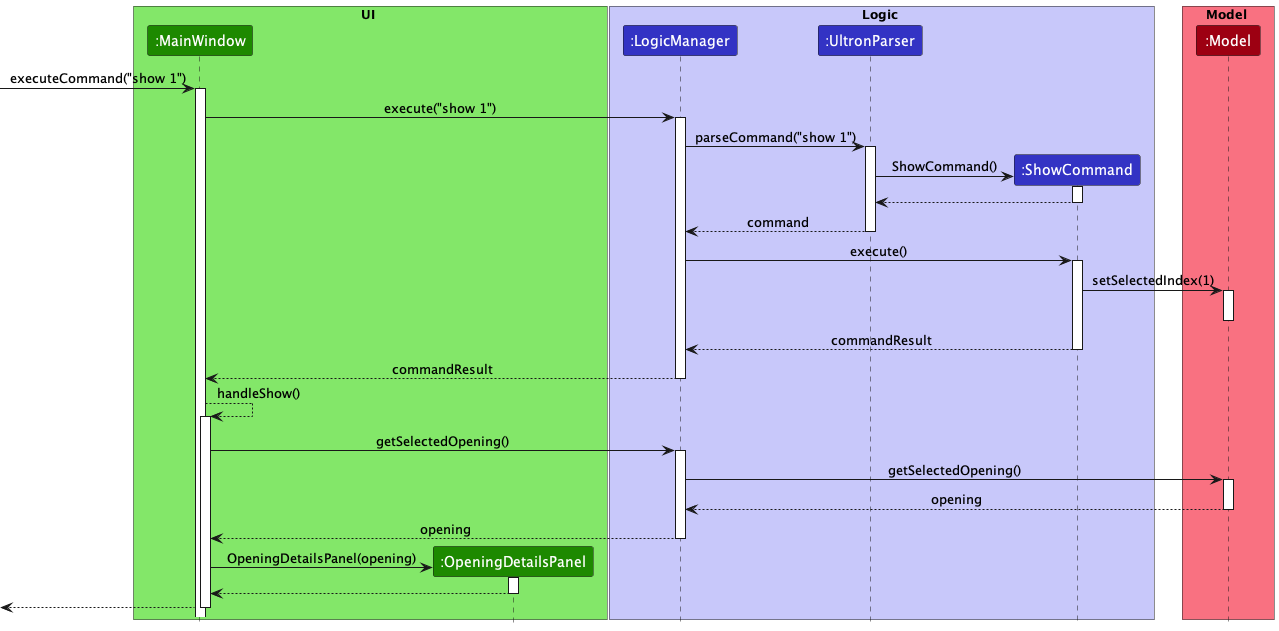 UI
Logic
Model
:MainWindow
:LogicManager
:UltronParser
:Model
executeCommand("show 1")
execute("show 1")
parseCommand("show 1")
ShowCommand()
:ShowCommand
command
execute()
setSelectedIndex(1)
commandResult
commandResult
handleShow()
getSelectedOpening()
getSelectedOpening()
opening
opening
OpeningDetailsPanel(opening)
:OpeningDetailsPanel